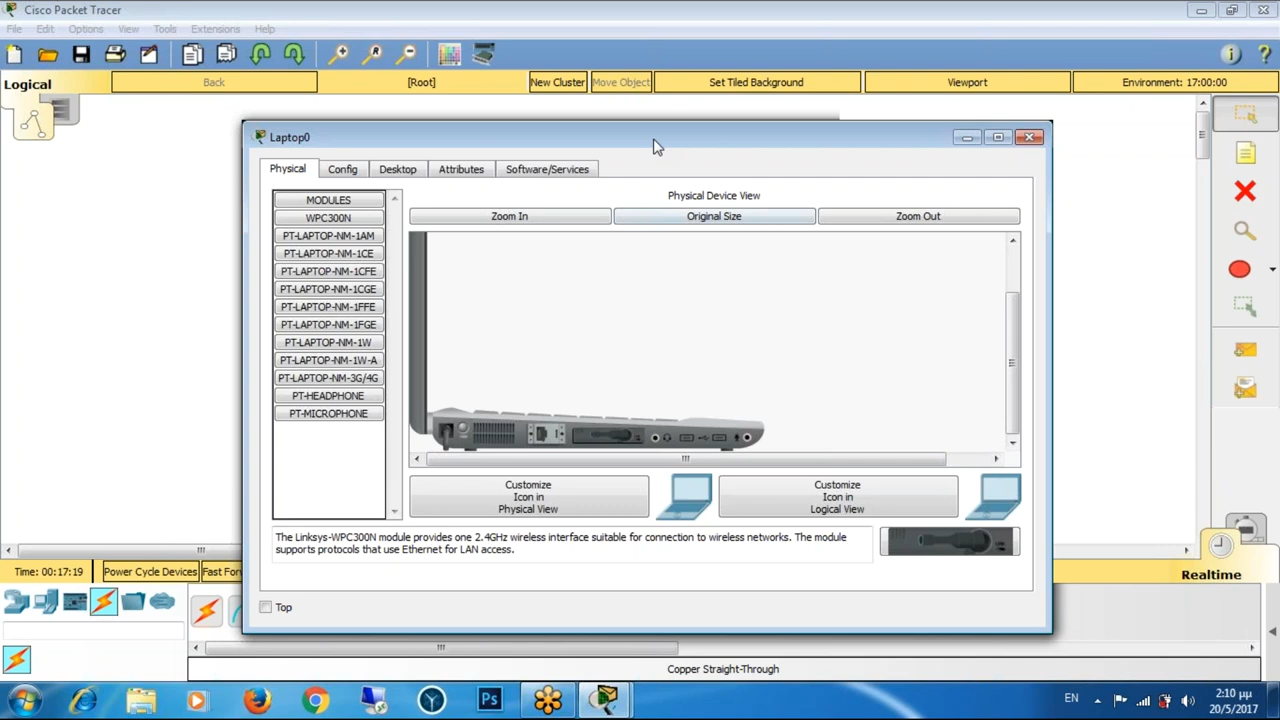 Cisco Packet Tracer
File Edit Options View Tools Extensions Help
Logical
Back
[Root]
New Cluster
Move Object
Set Tiled Background
Viewport
Environment: 17:00:00
Laptop0
Physical Config Desktop Attributes Software/Services
MODULES
WPC300N
PT-LAPTOP-NM-1AM
PT-LAPTOP-NM-1CE
PT-LAPTOP-NM-1CFE
PT-LAPTOP-NM-1CGE
PT-LAPTOP-NM-1FFE
PT-LAPTOP-NM-1FGE
PT-LAPTOP-NM-1W
PT-LAPTOP-NM-1W-A
PT-LAPTOP-NM-3G/4G
PT-HEADPHONE
PT-MICROPHONE
Physical Device View
Zoom In
Original Size
Zoom Out
Customize
Icon in
Physical View
Customize
Icon in
Logical View
The Linksys-WPC300N module provides one 2.4GHz wireless interface suitable for connection to wireless networks. The module
supports protocols that use Ethernet for LAN access.
Top
Time: 00:17:19
Power Cycle Devices
Fast For
Realtime
Copper Straight-Through
Ps
EN
2:10 μμ
20/5/2017